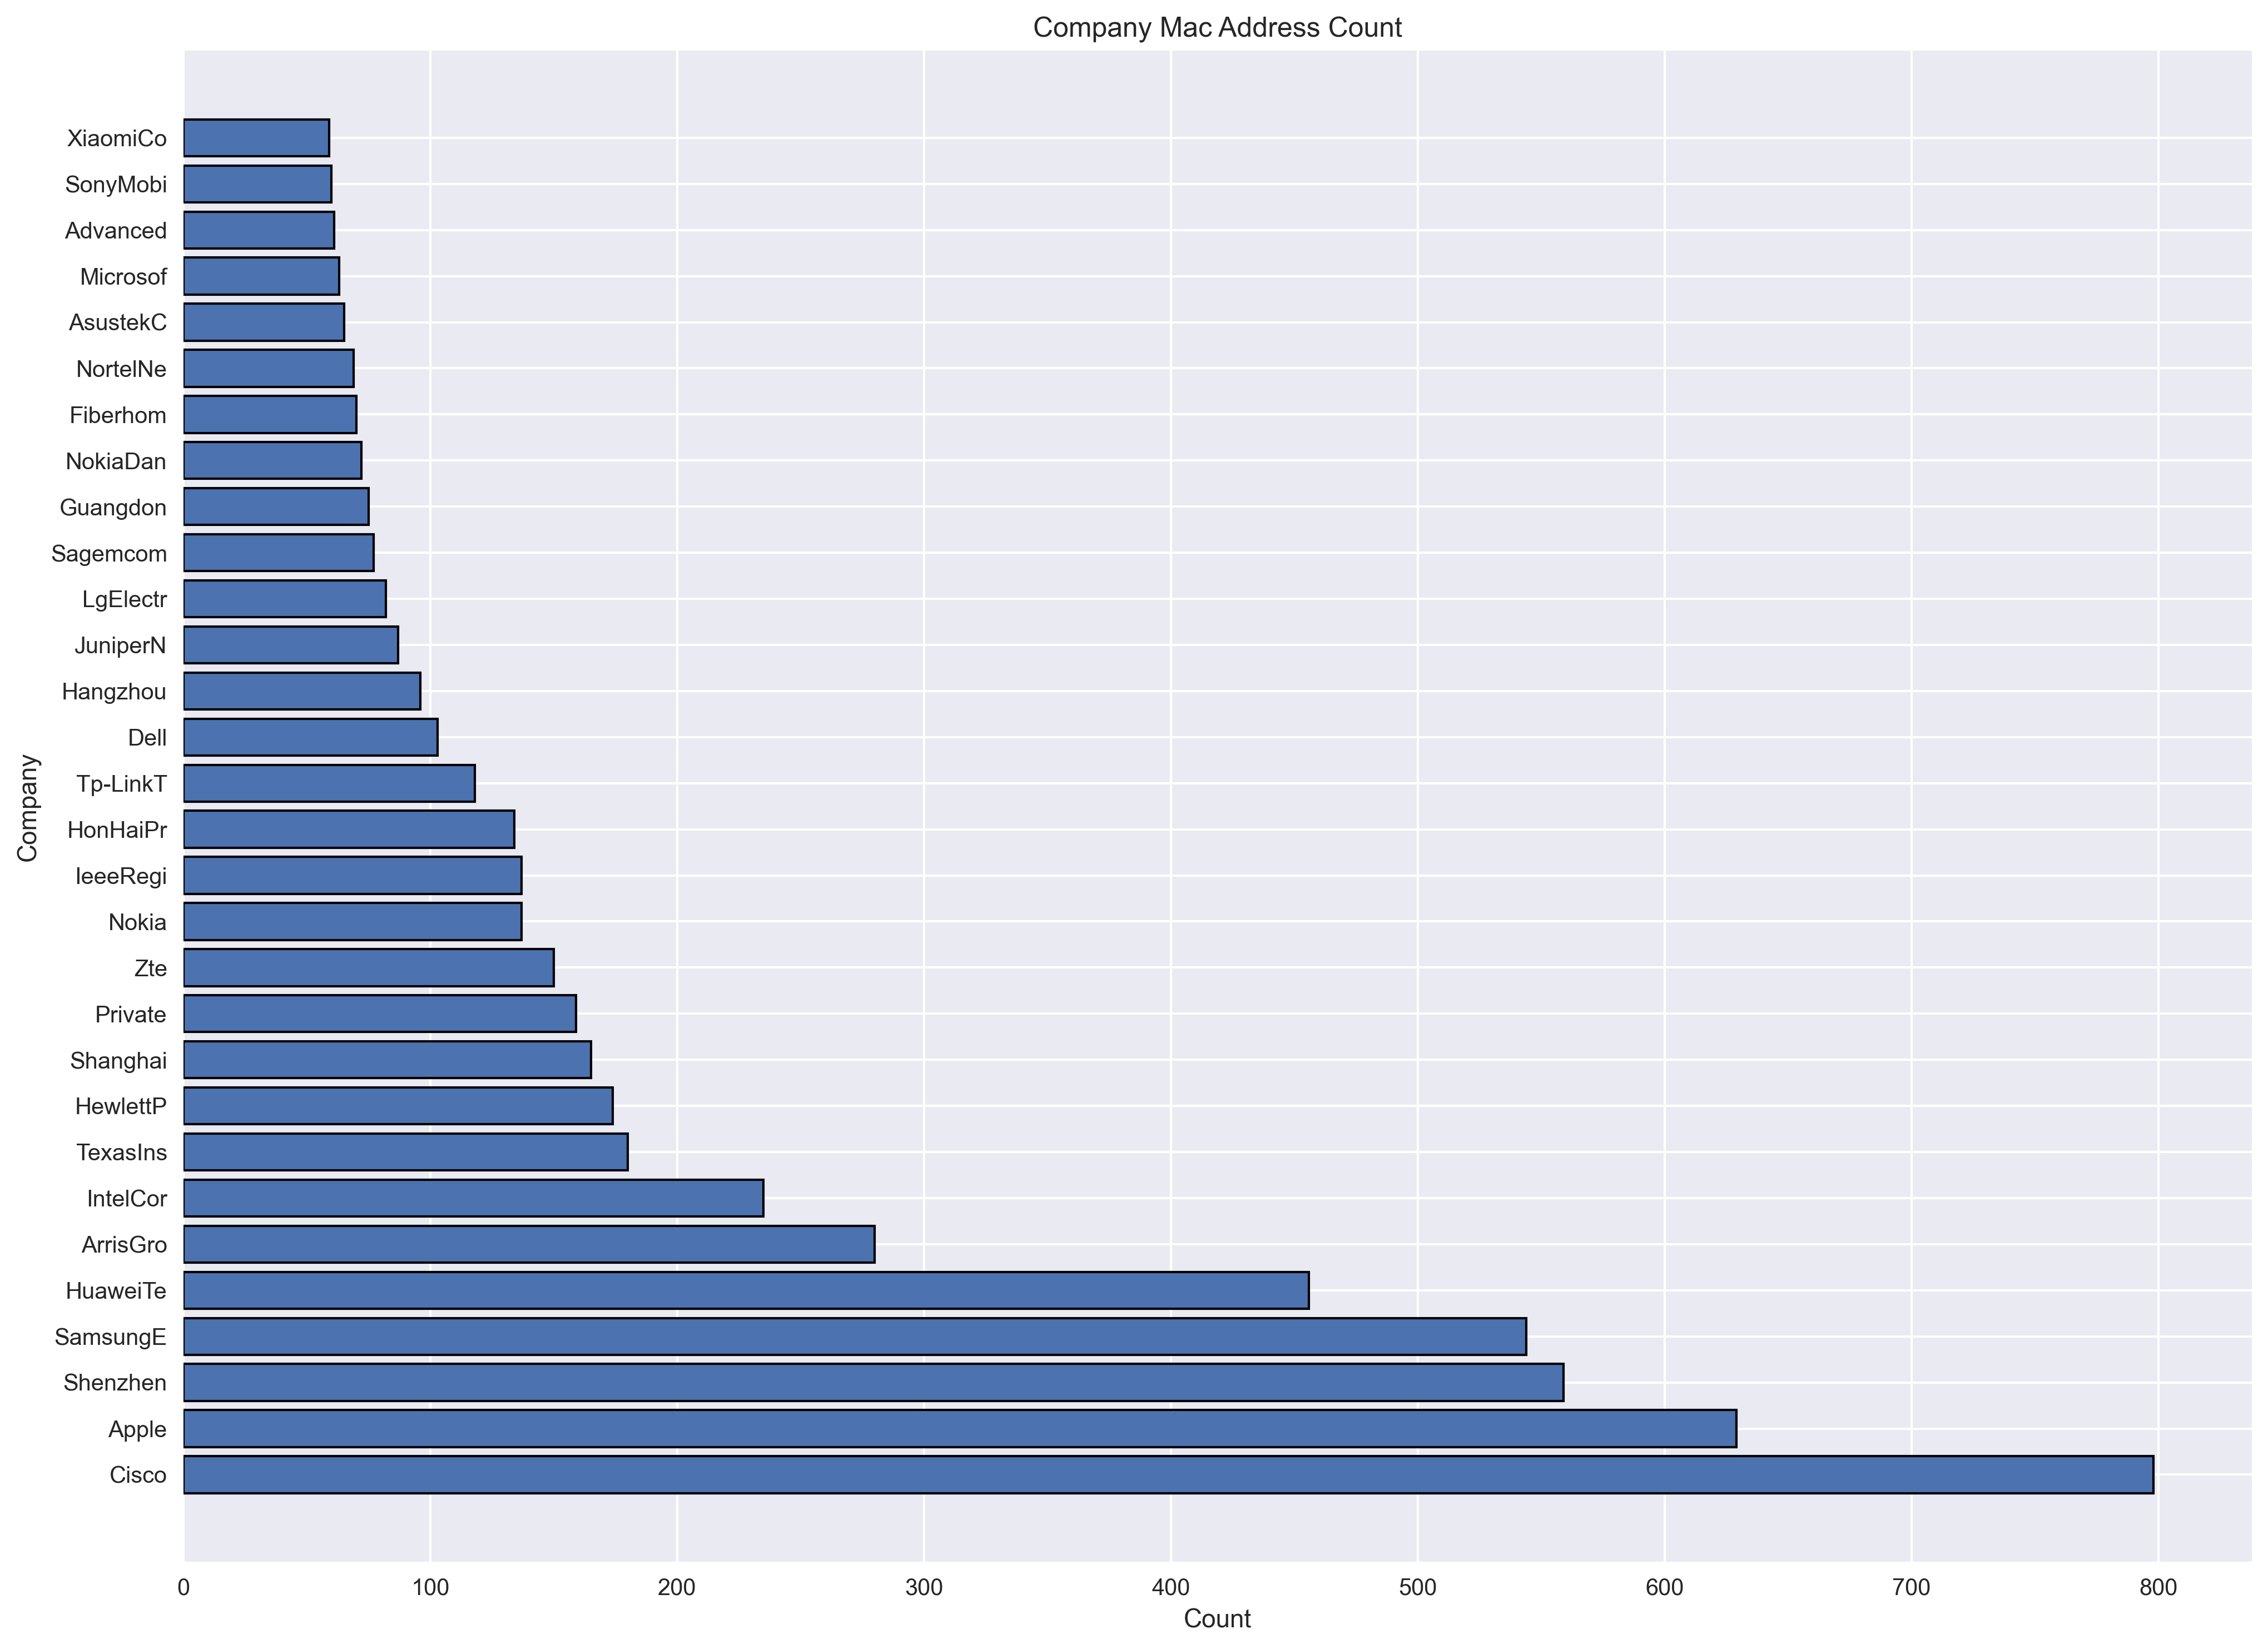 Company Mac Address Count
XiaomiCo
SonyMobi
Advanced
Microsof
AsustekC
NortelNe
Fiberhom
NokiaDan
Guangdon
Sagemcom
LgElectr
JuniperN
Hangzhou
Dell
Tp-LinkT
HonHaiPr
IeeeRegi
Nokia
Zte
Private
Shanghai
HewlettP
TexasIns
IntelCor
ArrisGro
HuaweiTe
SamsungE
Shenzhen
Apple
Cisco
Company
0 100 200 300 400 500 600 700 800
Count